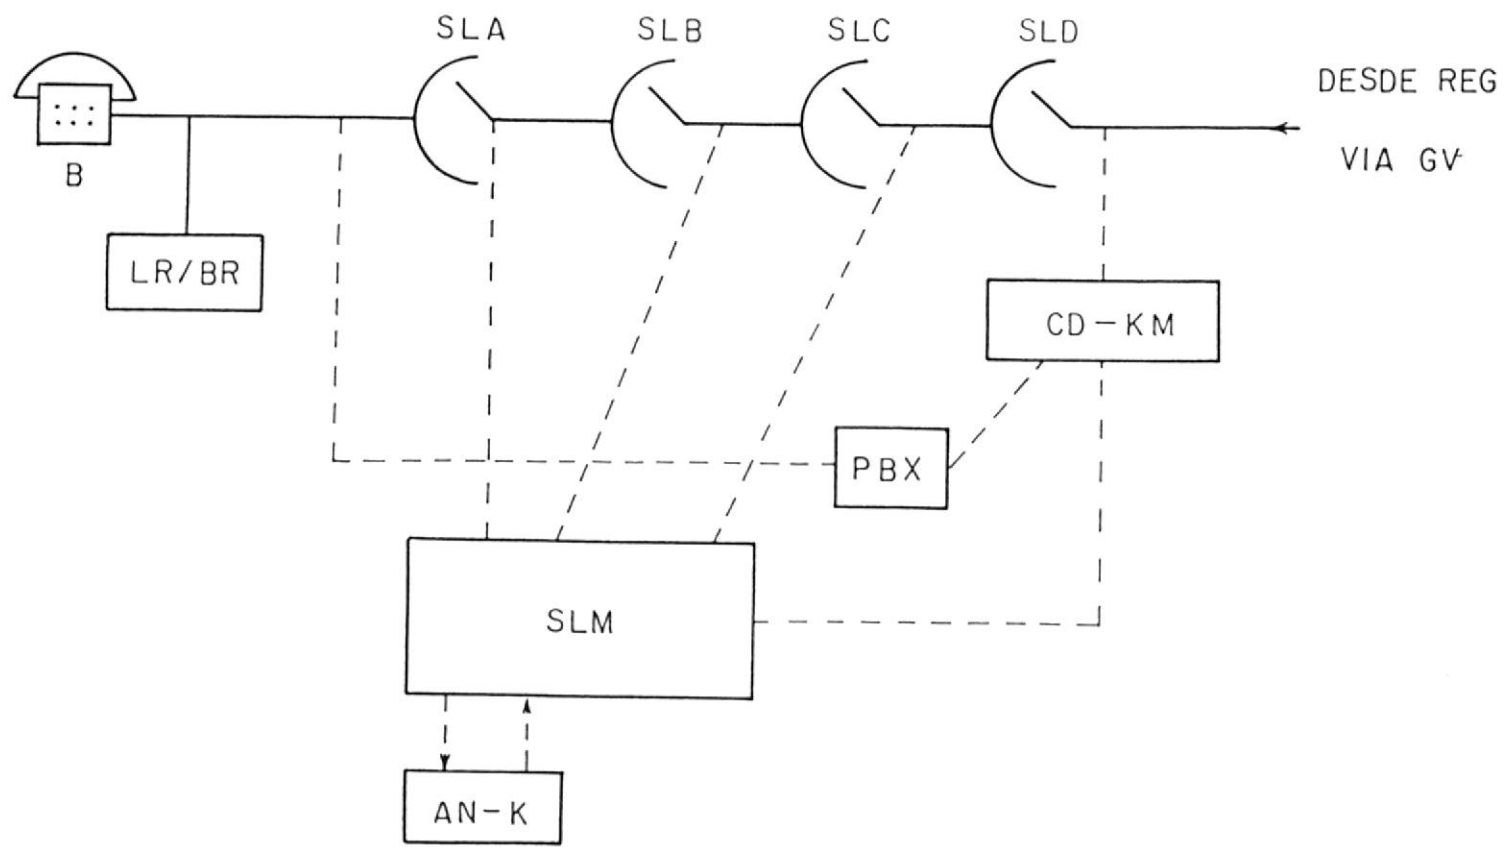 SLA
SLB
SLC
SLD
DESDE REG
VIA GV
B
LR/BR
CD-KM
PBX
SLM
AN-K